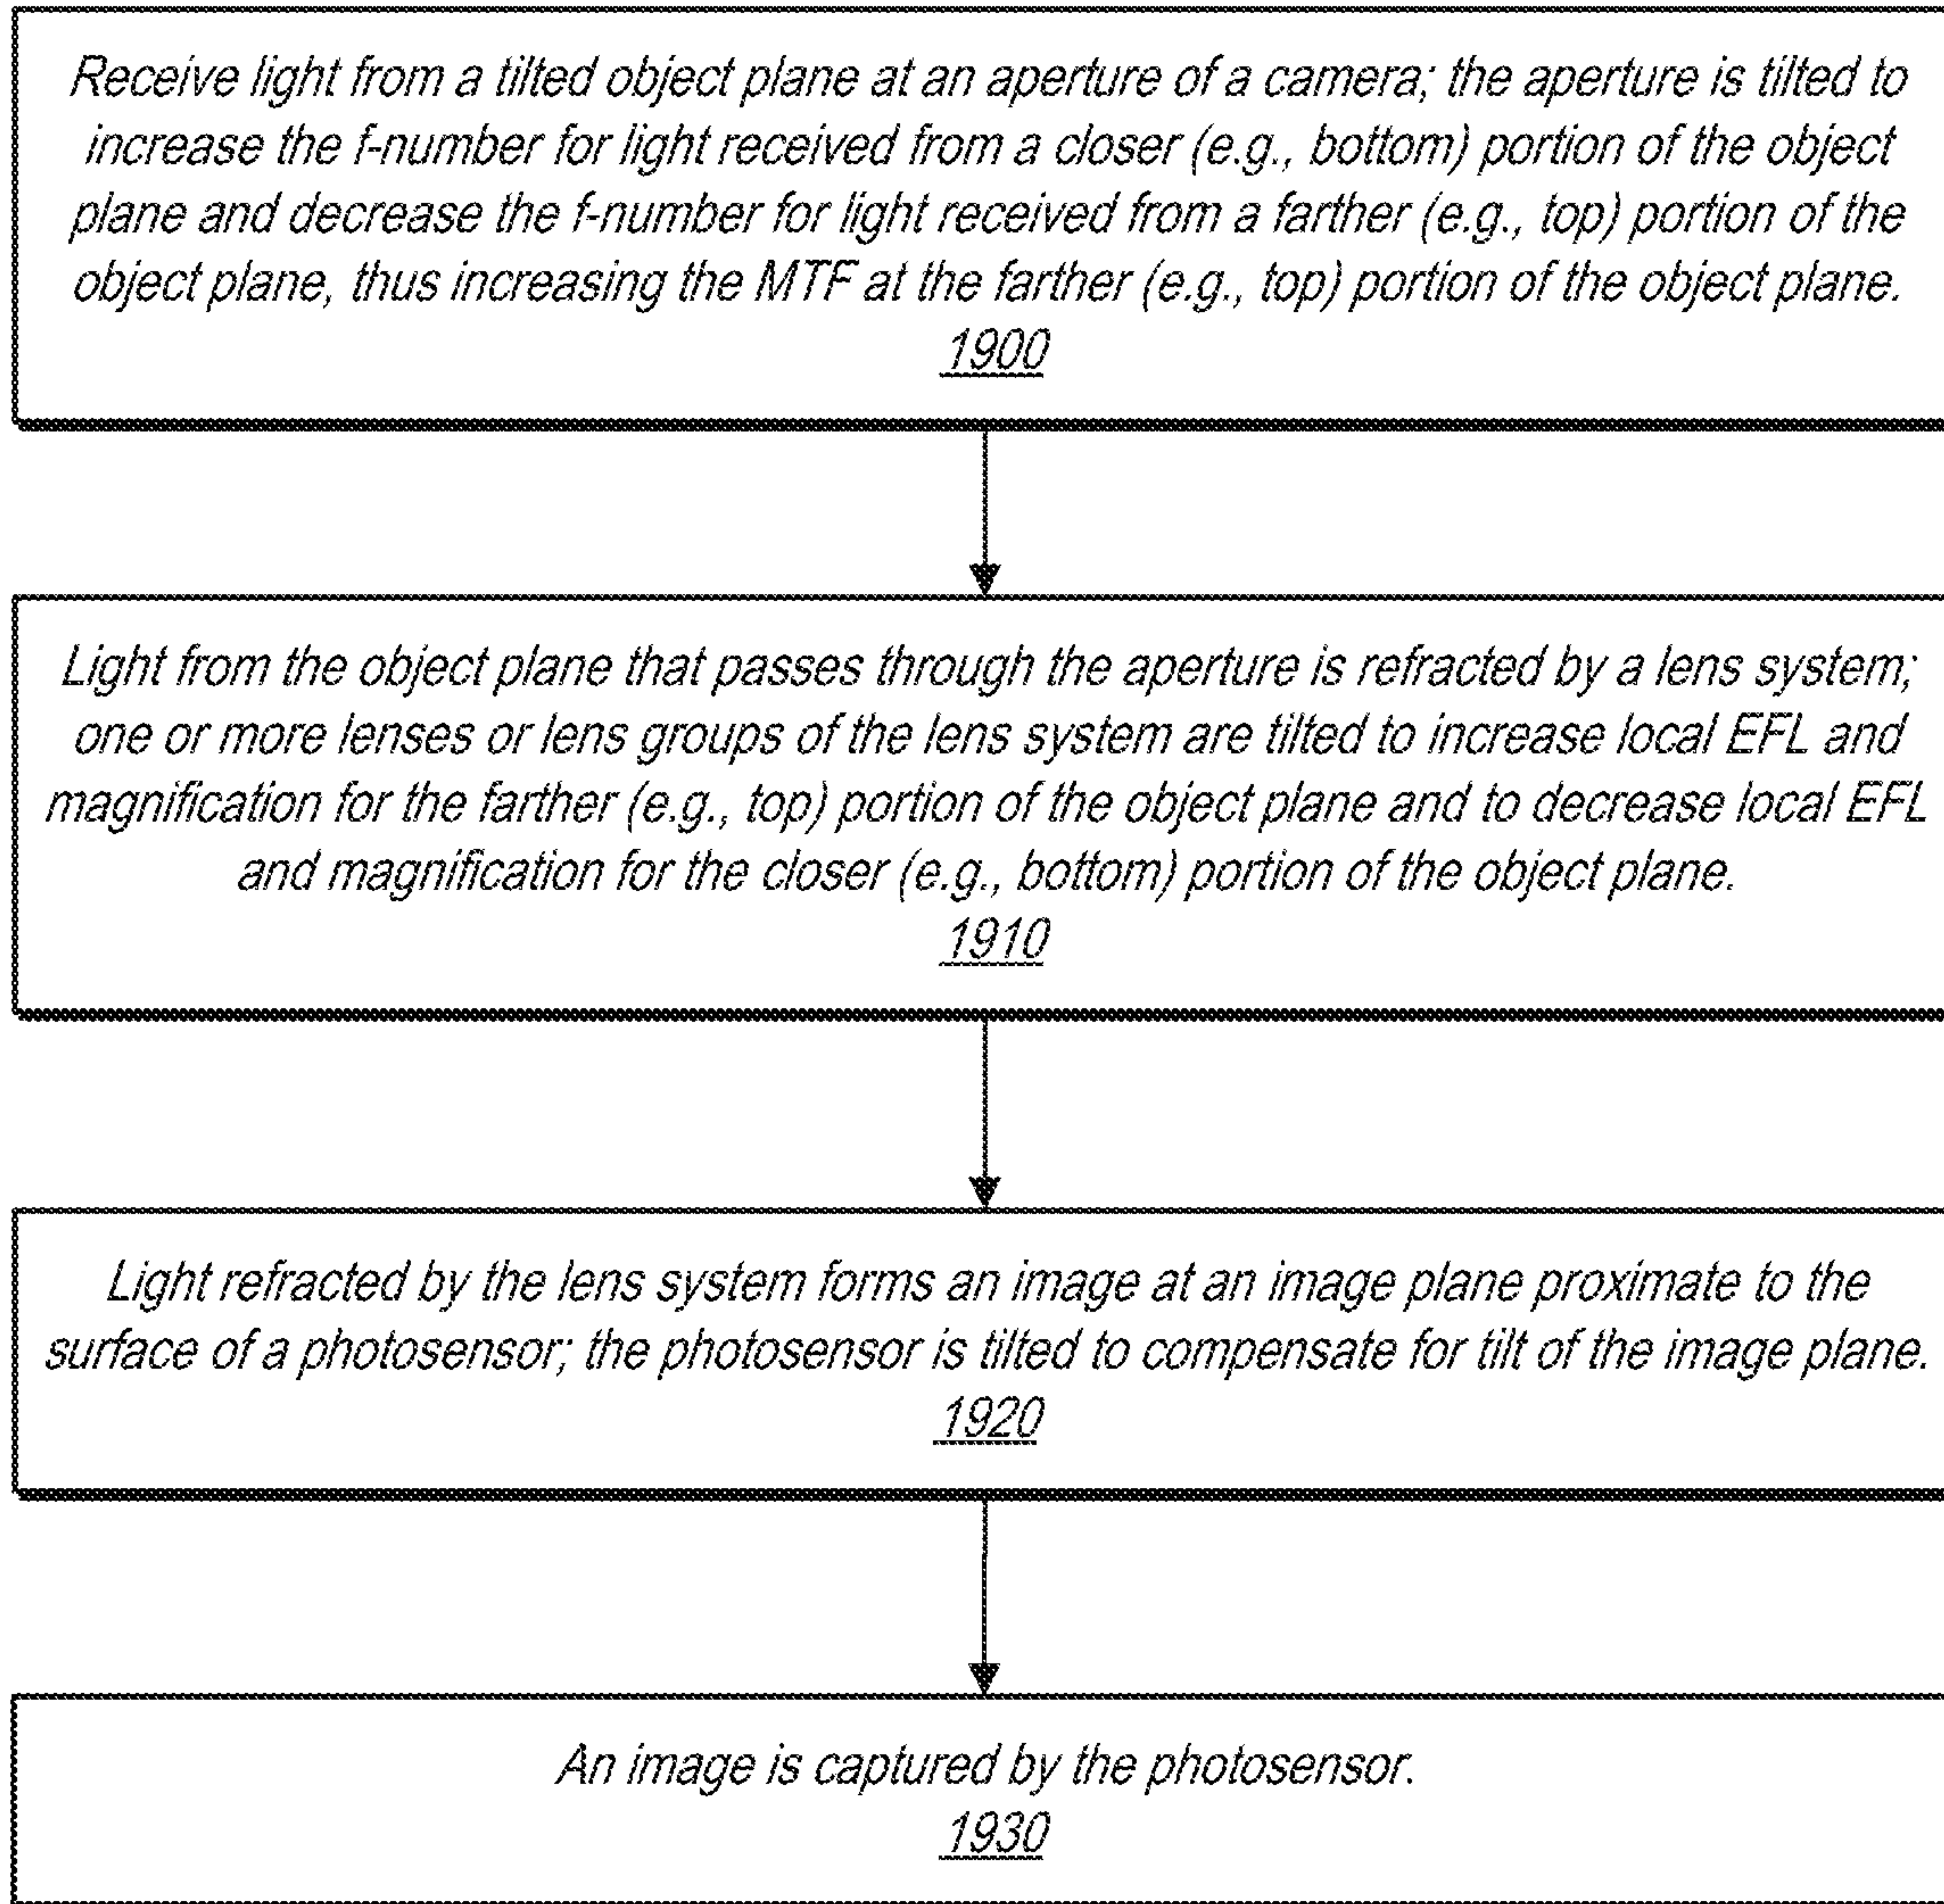 Receive light from a tilted object plane at an aperture of a camera; the aperture is tilted to
increase the f-number for light received from a closer (e.g., bottom) portion of the object
plane and decrease the f-number for light received from a farther (e.g., top) portion of the
object plane, thus increasing the MTF at the farther (e.g., top) portion of the object plane.
1900
Light from the object plane that passes through the aperture is refracted by a lens system;
one or more lenses or lens groups of the lens system are tilted to increase local EFL and
magnification for the farther (e.g., top) portion of the object plane and to decrease local EFL
and magnification for the closer (e.g., bottom) portion of the object plane.
1910
Light refracted by the lens system forms an image at an image plane proximate to the
surface of a photosensor; the photosensor is tilted to compensate for tilt of the image plane.
1920
An image is captured by the photosensor.
1930